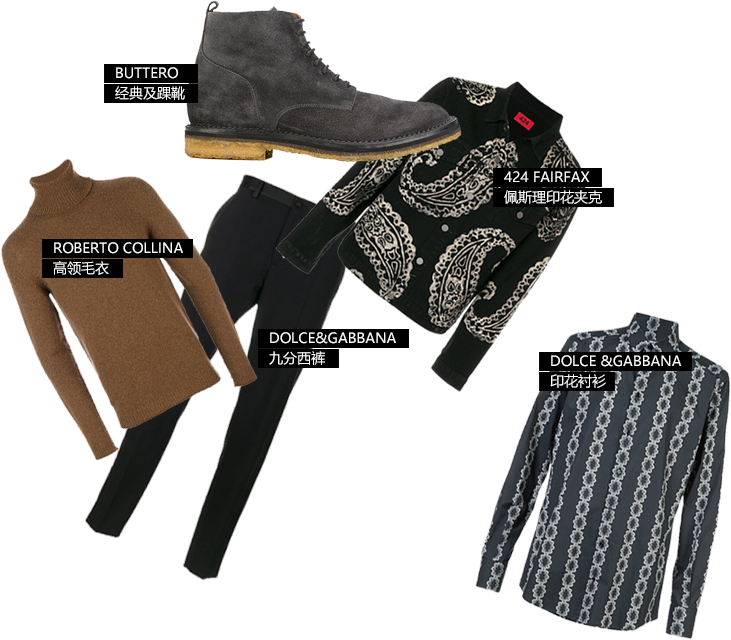 BUTTERO
经典及踝靴
424
424 FAIRFAX
佩斯理印花夹克
ROBERTO COLLINA
高领毛衣
DOLCE&GABBANA
九分西裤
DOLCE &GABBANA
印花衬衫